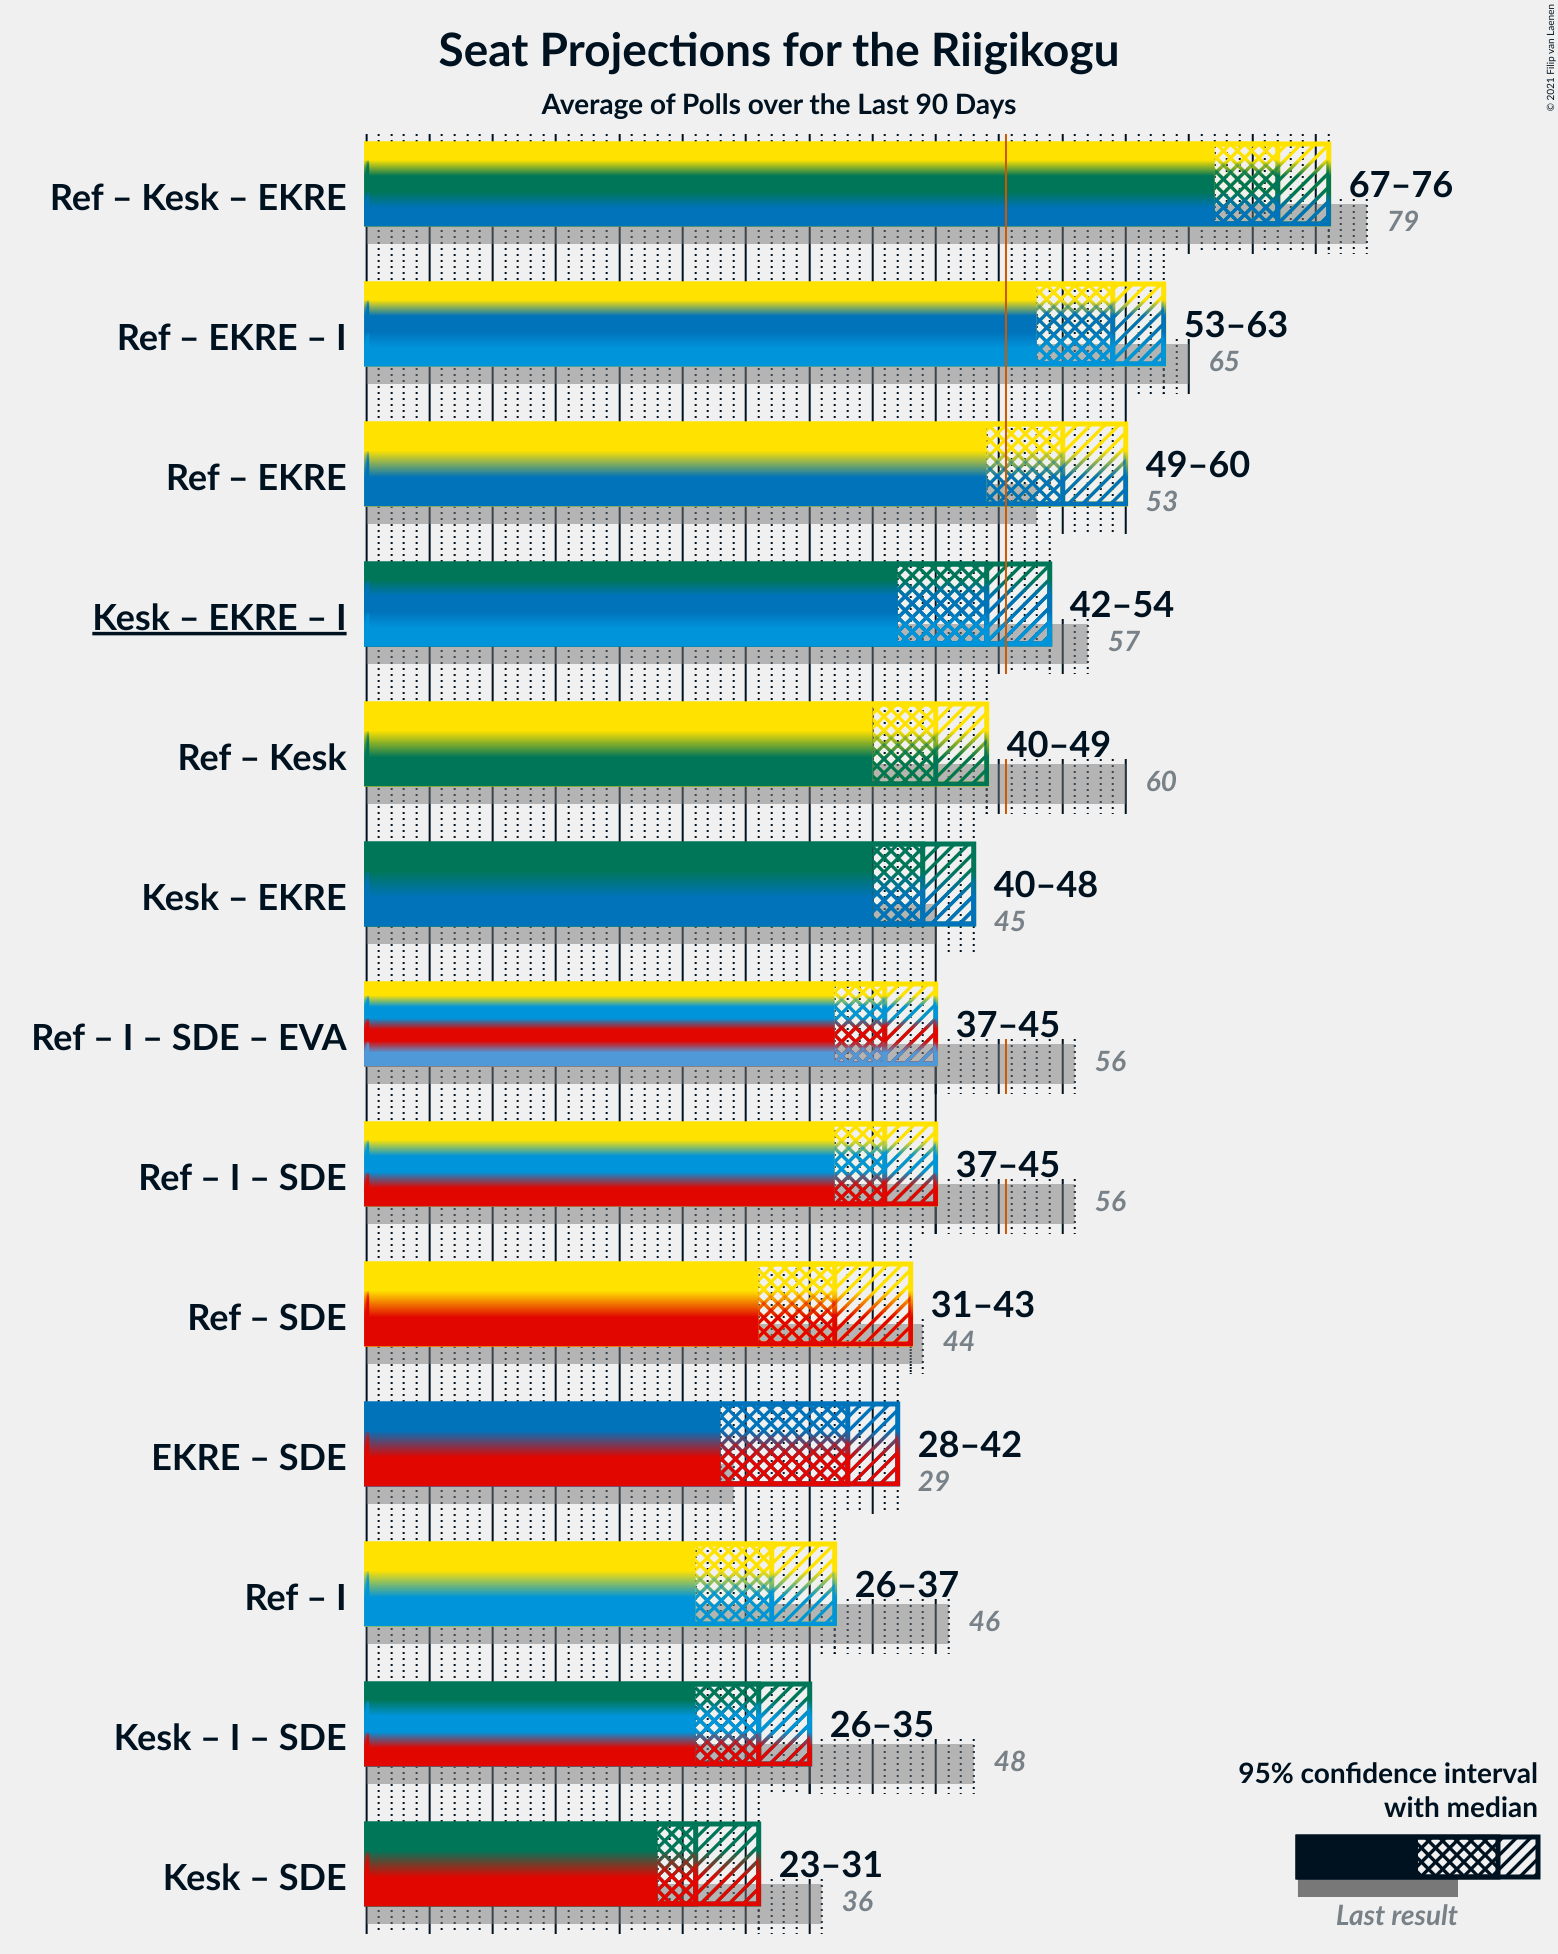 Seat Projections for the Riigikogu
Average of Polls over the Last 90 Days
© 2021 Filip van Laenen
Ref – Kesk – EKRE
67–76
79
Ref – EKRE – I
53–63
65
Ref – EKRE
49–60
53
Kesk – EKRE – I
42–54
57
Ref – Kesk
40–49
60
Kesk – EKRE
40–48
45
Ref – I – SDE – EVA
37–45
56
Ref – I – SDE
37–45
56
Ref – SDE
31–43
44
EKRE – SDE
28–42
29
Ref – I
26–37
46
Kesk – I – SDE
26–35
48
Kesk – SDE
23–31
36
95% confidence interval
with median
Last result